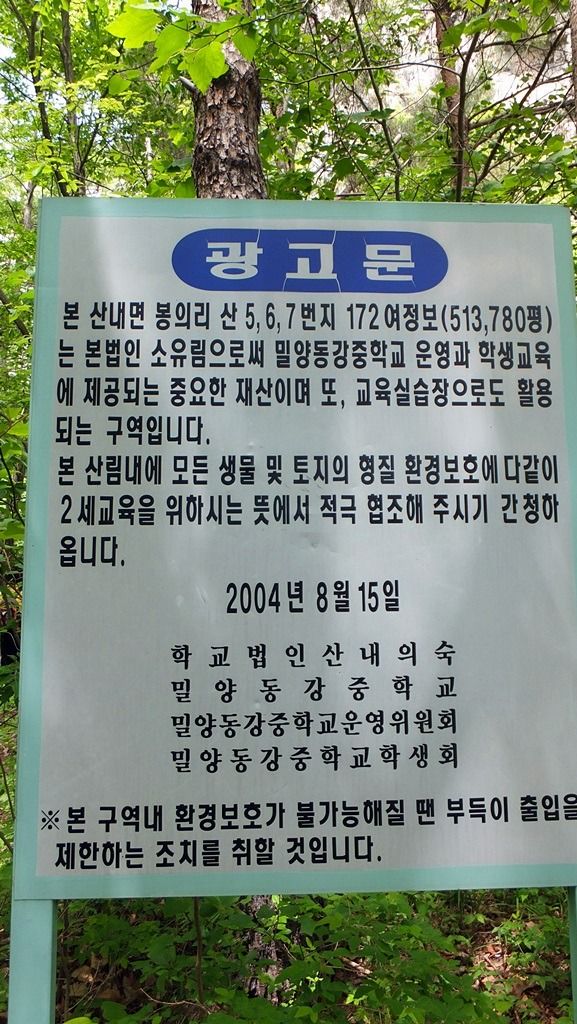 광고문
본 산내면 봉의리 산 5,6,7번지 172여정보(513,780평)
는 본법인 소유림으로써 밀양동강중학교 운영과 학생교육
에 제공되는 중요한 재산이며 또, 교육실습장으로도 활용
되는 구역입니다.
본 산림내에 모든 생물 및 토지의 형질 환경보호에 다같이
2세교육을 위하시는 뜻에서 적극 협조해 주시기 간청하
옵니다.
2004년 8월 15일
학교법인산내의숙
밀양동강중학교
밀양동강중학교운영위원회
밀양동강중학교학생회
※본 구역내 환경보호가 불가능해질 땐 부득이 출입을
제한하는 조치를 취할 것입니다.